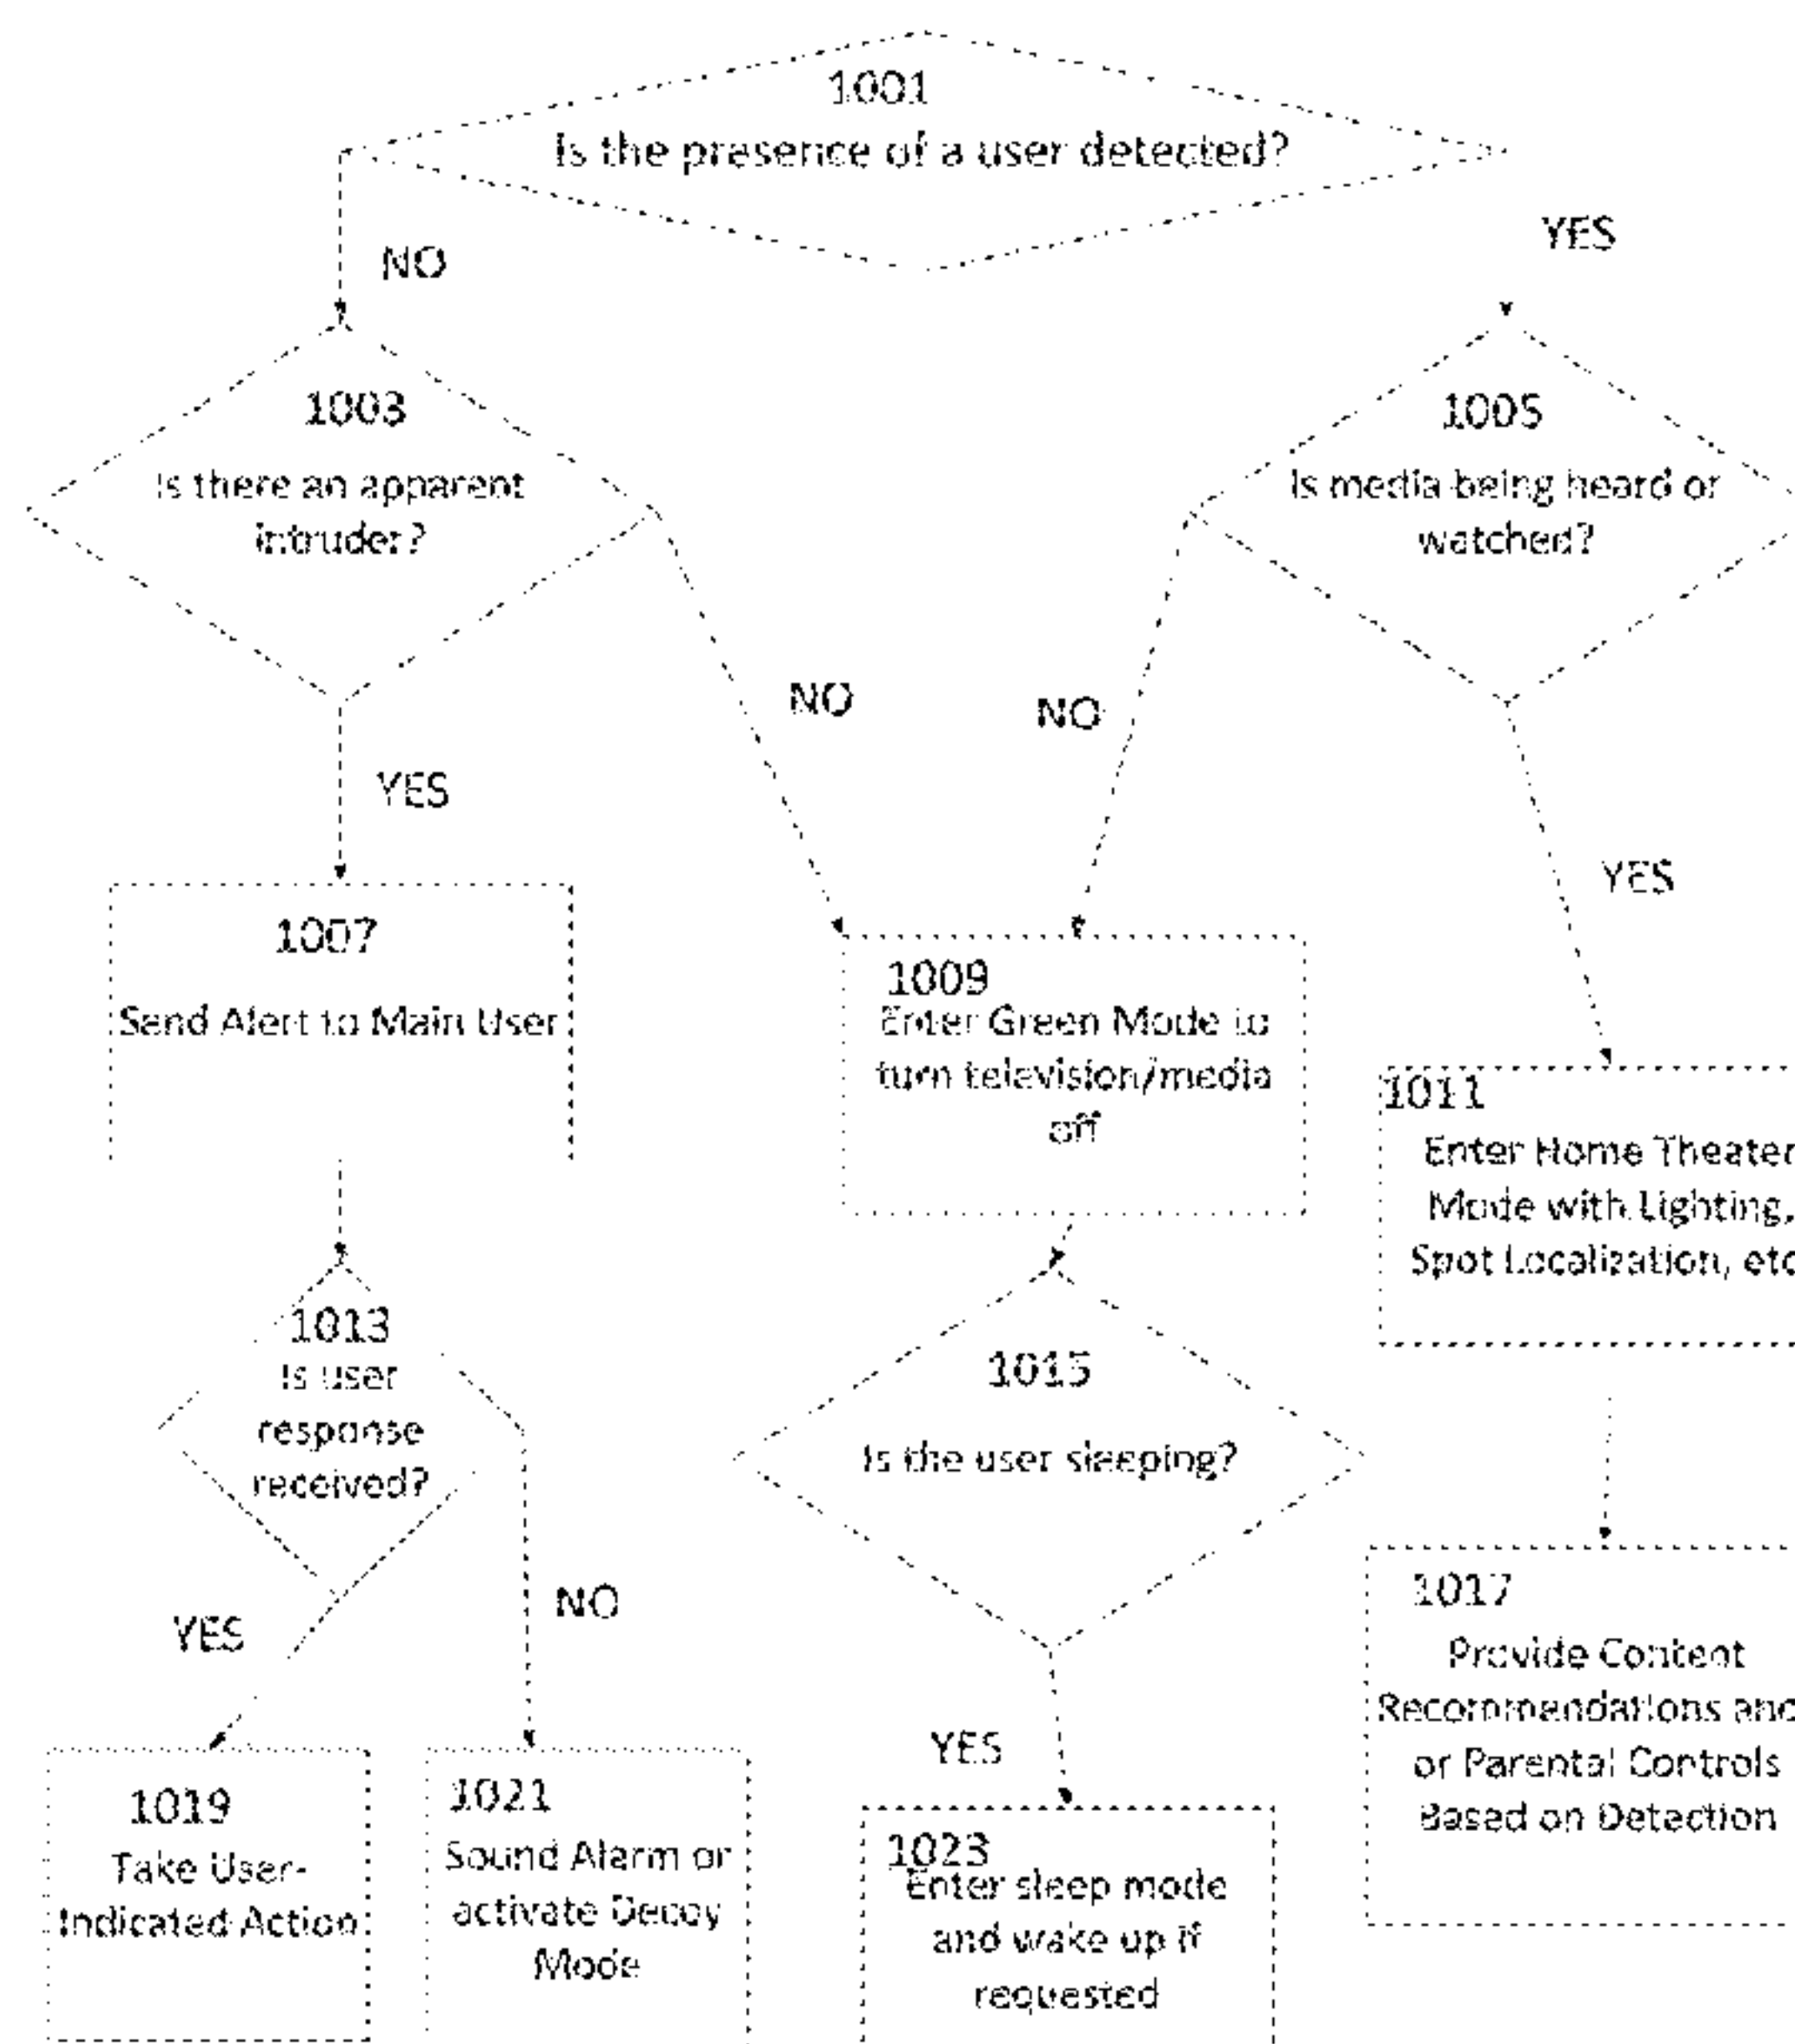 1001
Is the presence of a user detected?
NO
YES
1003
Is there an apparent
intruder?
1005
Is media being heard or
watched?
NO
NO
YES
YES
1007
Send Alert to Main User
1009
Enter Green Mode to
turn television/media
off
1011
Enter Home Theater
Mode with Lighting,
Spot Localization, etc
1013
Is user
response
received?
1015
Is the user sleeping?
YES
NO
YES
1017
Provide Content
Recommendations and
or Parental Controls
Based on Detection
1019
Take User-
Indicated Action
1021
Sound Alarm or
activate Decoy
Mode
1023
Enter sleep mode
and wake up if
requested